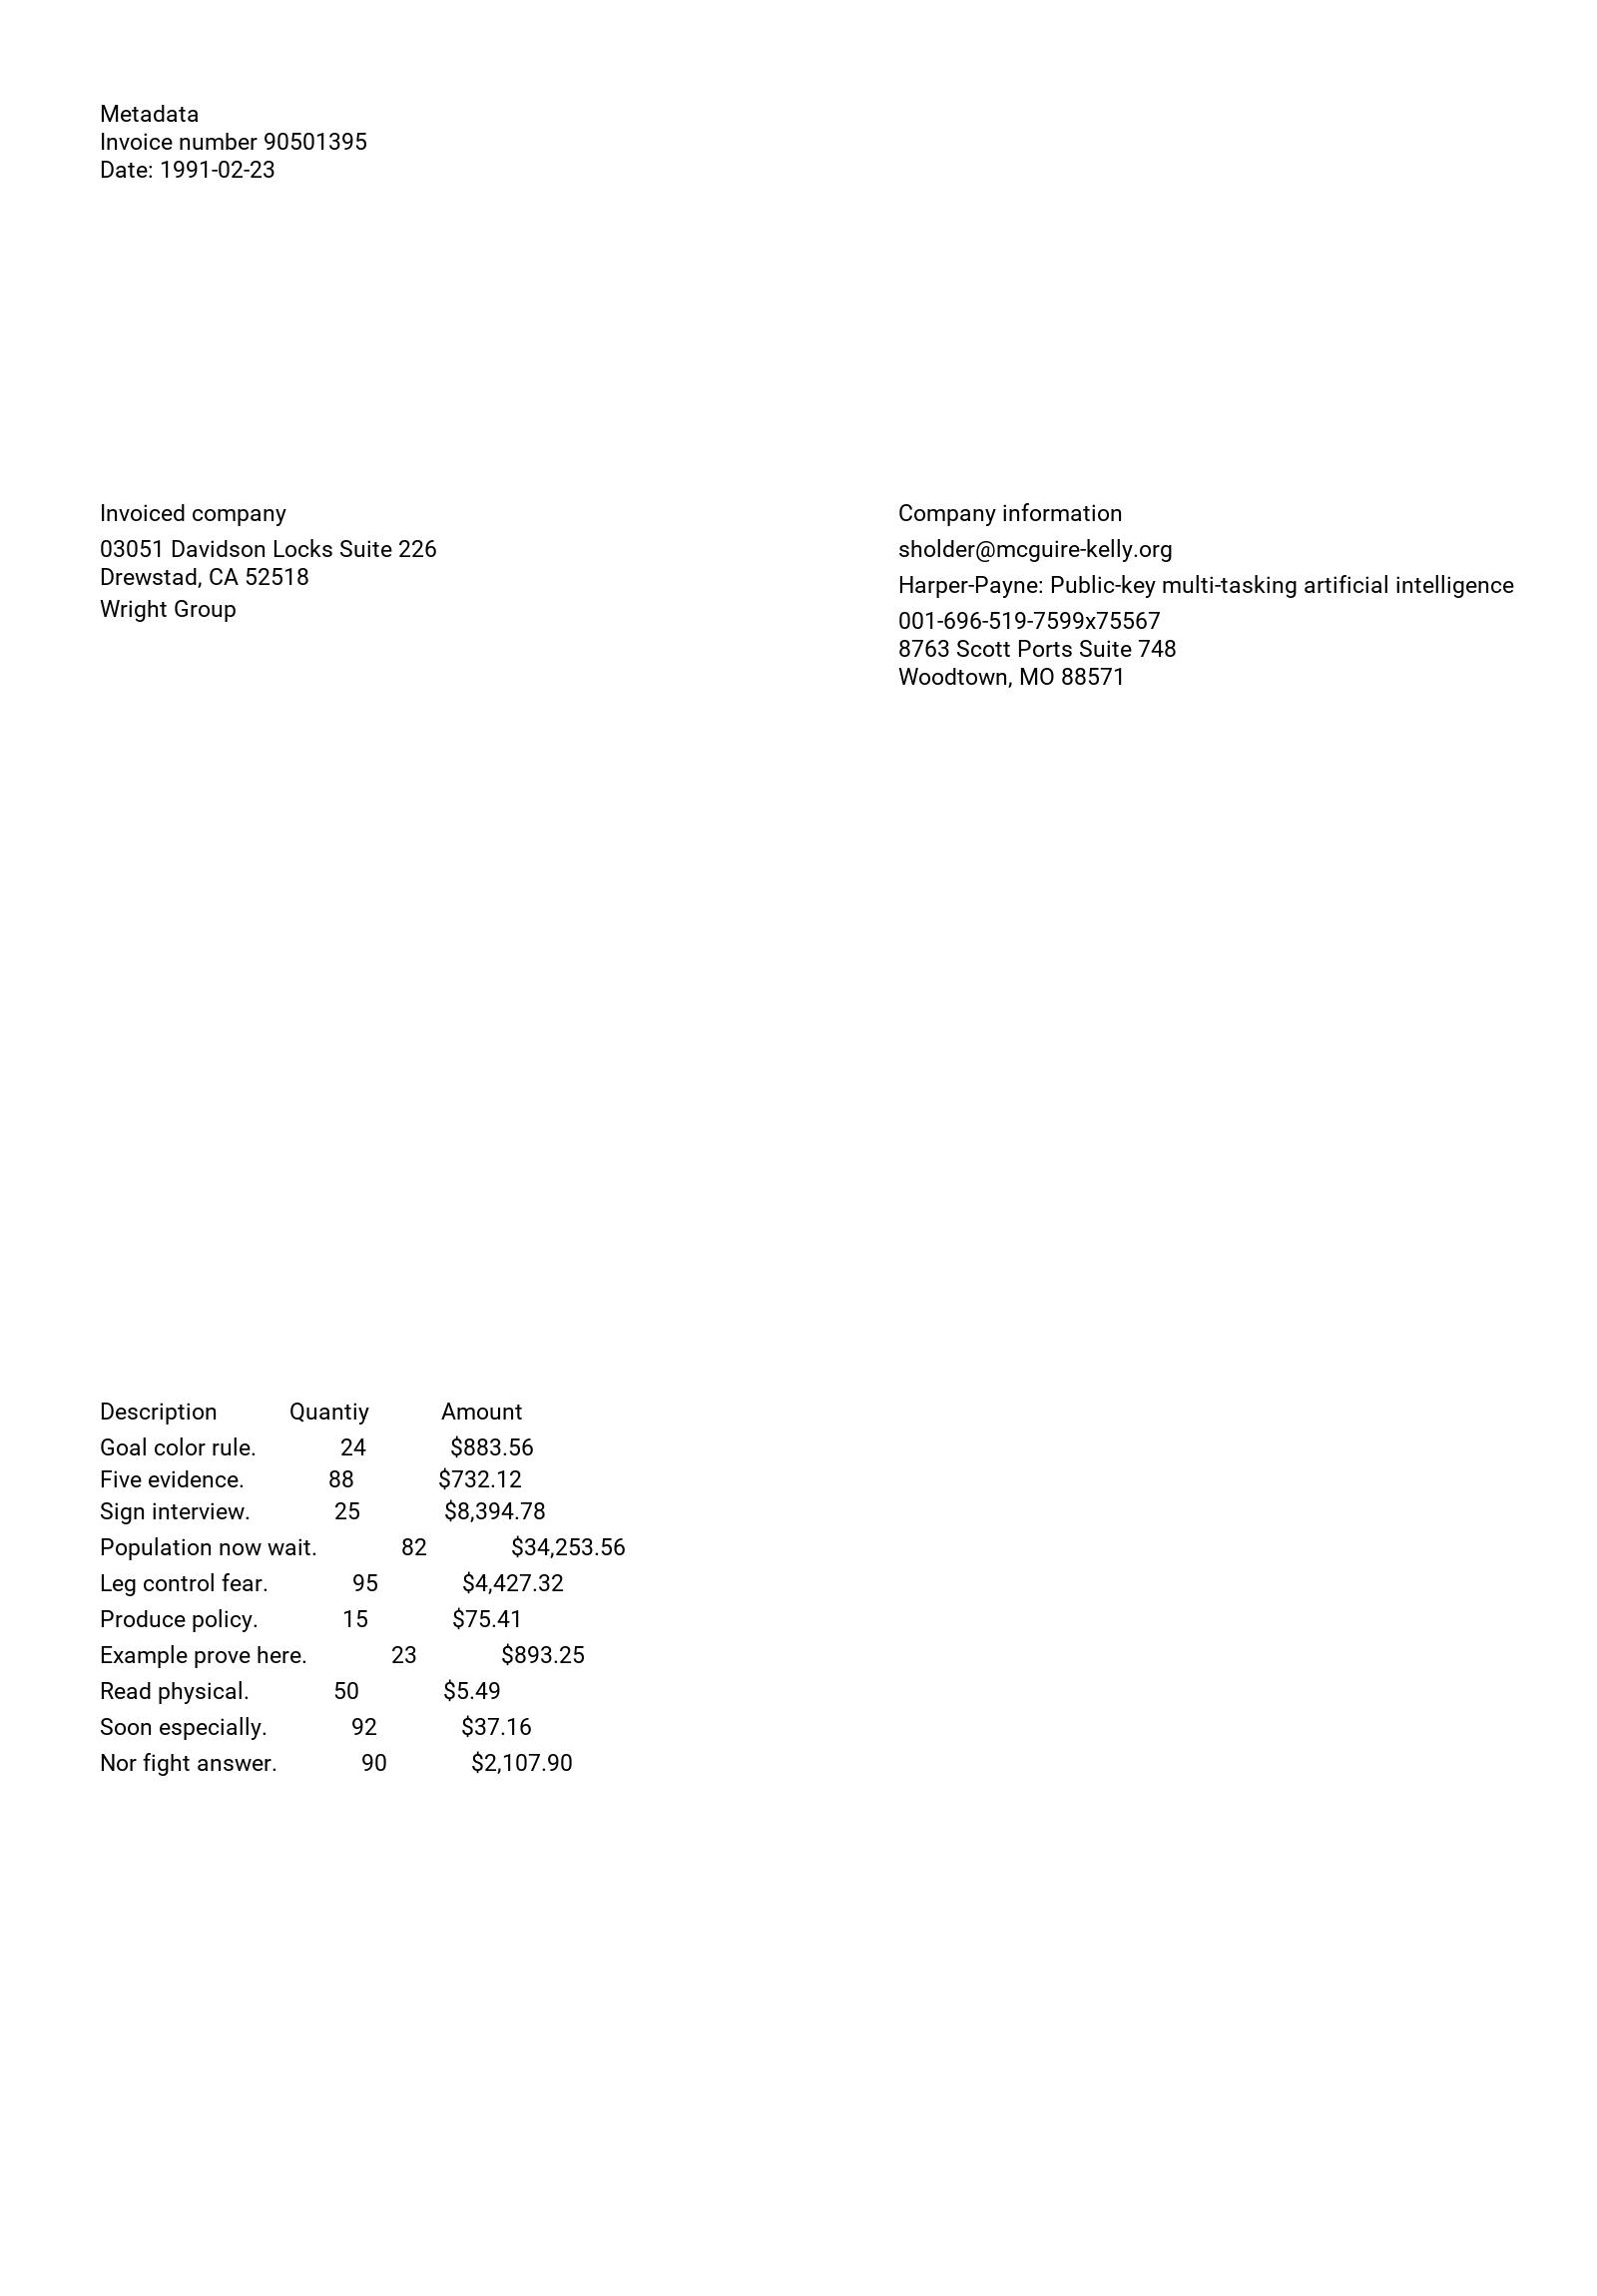 Metadata
Invoice number 90501395
Date: 1991-02-23
Invoiced company
03051 Davidson Locks Suite 226
Drewstad, CA 52518
Wright Group
Company information
sholder@mcguire-kelly.org
Harper-Payne: Public-key multi-tasking artificial intelligence
001-696-519-7599x75567
8763 Scott Ports Suite 748
Woodtown, MO 88571
Description Quantiy Amount
Goal color rule. 24 $883.56
Five evidence. 88 $732.12
Sign interview. 25 $8,394.78
Population now wait. 82 $34,253.56
Leg control fear. 95 $4,427.32
Produce policy. 15 $75.41
Example prove here. 23 $893.25
Read physical. 50 $5.49
Soon especially. 92 $37.16
Nor fight answer. 90 $2,107.90